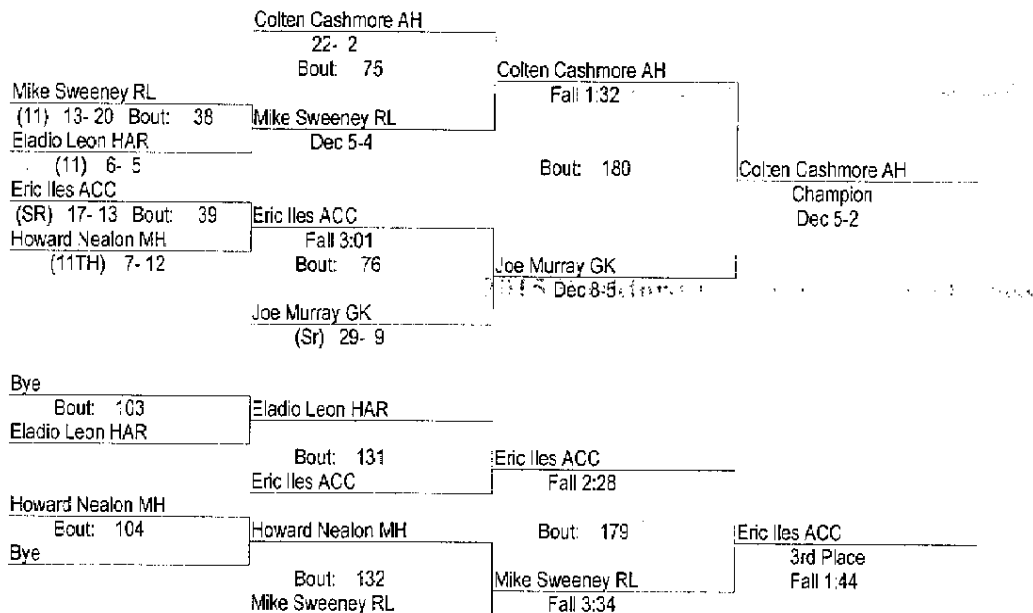 Colten Cashmore AH
22- 2
Bout: 75
Colten Cashmore AH
Fall 1:32
Mike Sweeney RL
(11) 13- 20 Bout: 38
Mike Sweeney RL
Dec 5-4
Eladio Leon HAR
(11) 6- 5
Bout: 180
Colten Cashmore AH
Champion
Dec 5-2
Eric Iles ACC
(SR) 17- 13 Bout: 39
Eric Iles ACC
Fall 3:01
Howard Nealon MH
(11TH) 7- 12
Bout: 76
Joe Murray GK
Dec 8-5
Joe Murray GK
(Sr) 29- 9
Bye
Bout: 103
Eladio Leon HAR
Eladio Leon HAR
Bout: 131
Eric Iles ACC
Fall 2:28
Eric Iles ACC
Howard Nealon MH
Bout: 104
Howard Nealon MH
Bout: 179
Eric Iles ACC
3rd Place
Fall 1:44
Bye
Bout: 132
Mike Sweeney RL
Fall 3:34
Mike Sweeney RL